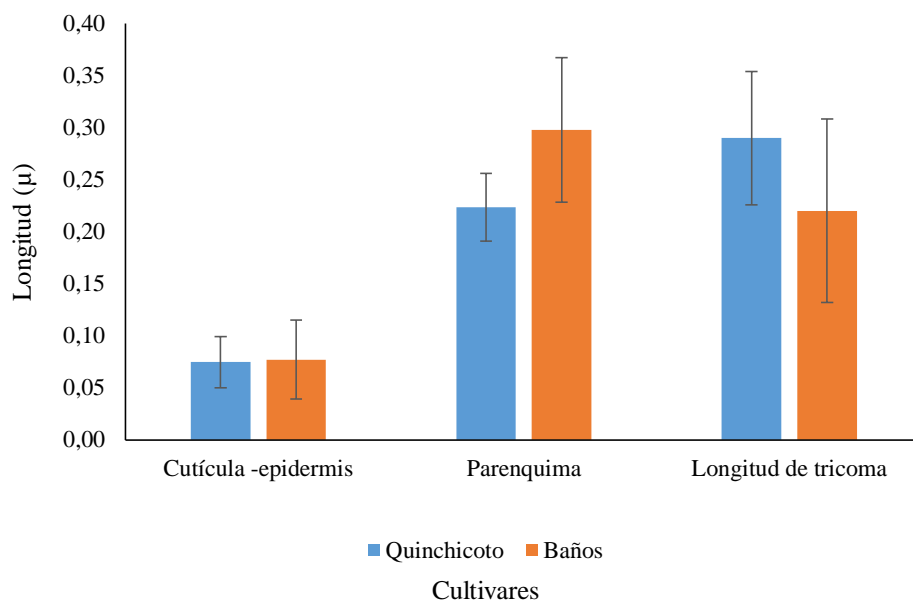 0,40
0,35
0,30
0,25
0,20
0,15
0,10
0,05
0,00
Longitud (µ)
Cutícula -epidermis
Parenquima
Longitud de tricoma
Quinchicoto
Baños
Cultivares